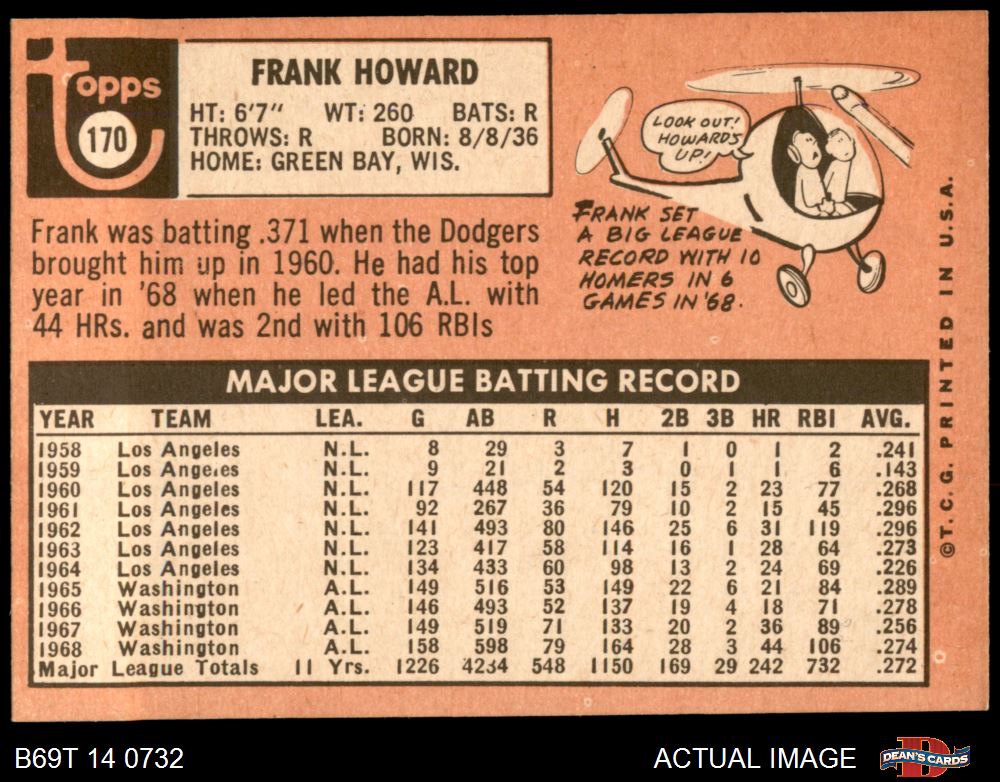 Topps
170
FRANK HOWARD
HT: 6'7" WT: 260 BATS: R
THROWS: R BORN: 8/8/36
HOME: GREEN BAY, WIS.
Frank was batting .371 when the Dodgers
brought him up in 1960. He had his top
year in '68 when he led the A.L. with
44 HRs. and was 2nd with 106 RBIs
LOOK OUT!
HOWARD'S
UP!
FRANK SET
A BIG LEAGUE
RECORD WITH 10
HOMERS IN 6
GAMES IN '68.
MAJOR LEAGUE BATTING RECORD
YEAR TEAM LEA. G AB R H 2B 3B HR RBI AVG.
1958 Los Angeles N.L. 8 29 3 7 1 0 1 2 .241
1959 Los Angeles N.L. 9 21 2 3 0 1 1 6 .143
1960 Los Angeles N.L. 117 448 54 120 15 2 23 77 .268
1961 Los Angeles N.L. 92 267 36 79 10 2 15 45 .296
1962 Los Angeles N.L. 141 493 80 146 25 6 31 119 .296
1963 Los Angeles N.L. 123 417 58 114 16 1 28 64 .273
1964 Los Angeles N.L. 134 433 60 98 13 2 24 69 .226
1965 Washington A.L. 149 516 53 149 22 6 21 84 .289
1966 Washington A.L. 146 493 52 137 19 4 18 71 .278
1967 Washington A.L. 149 519 71 133 20 2 36 89 .256
1968 Washington A.L. 158 598 79 164 28 3 44 106 .274
Major League Totals 11 Yrs. 1226 4234 548 1150 169 29 242 732 .272
©T.C.G. PRINTED IN U.S.A.
B69T 14 0732
ACTUAL IMAGE
DEAN'S CARDS